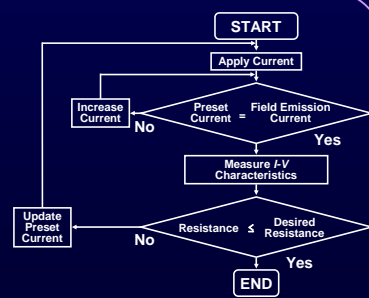 START
Apply Current
Increase
Current
Preset
Current
=
Field Emission
Current
No
Yes
Measure I-V
Characteristics
Update
Preset
Current
Resistance ≤ Desired
Resistance
No
Yes
END